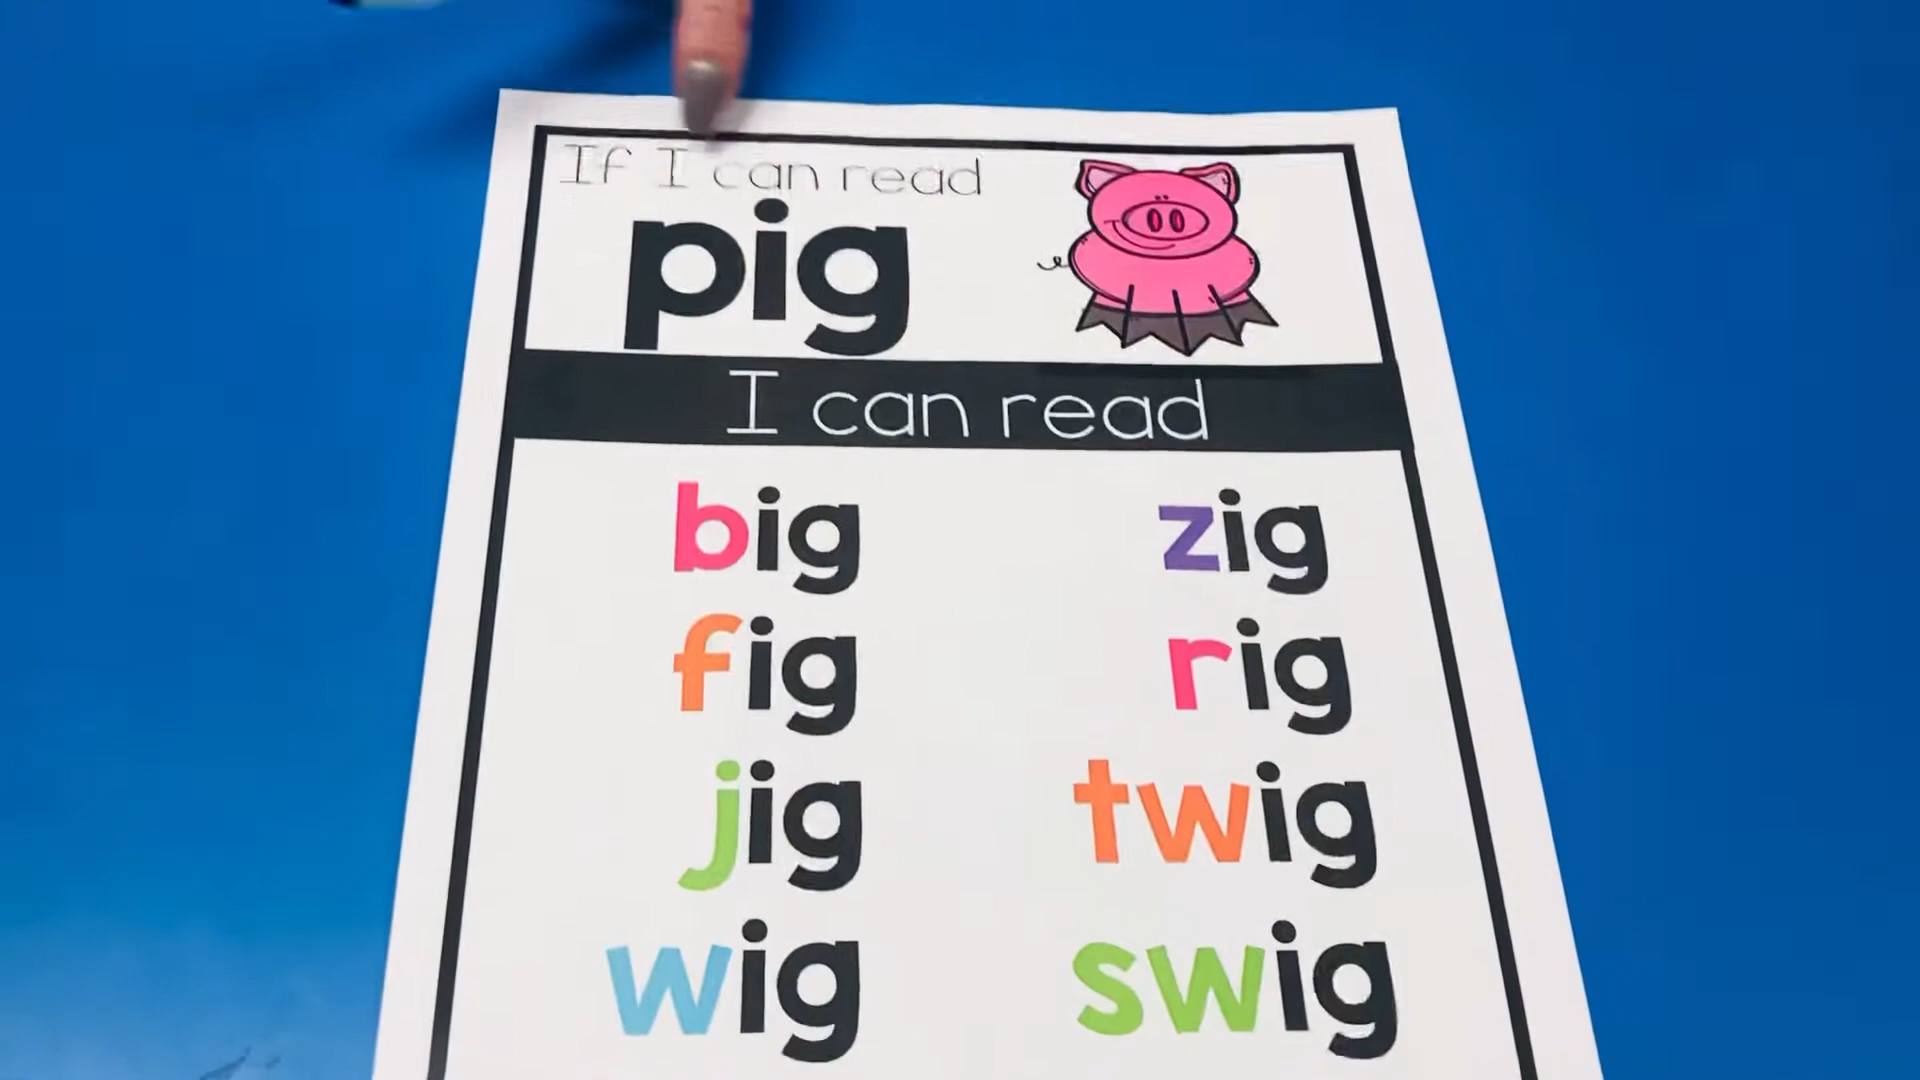 If I can read
pig
I can read
big zig
fig rig
jig twig
wig swig